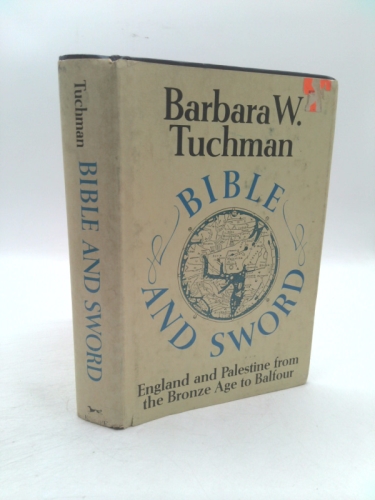 Tuchman
BIBLE AND SWORD
Barbara W.
Tuchman
BIBLE
AND SWORD
England and Palestine from
the Bronze Age to Balfour